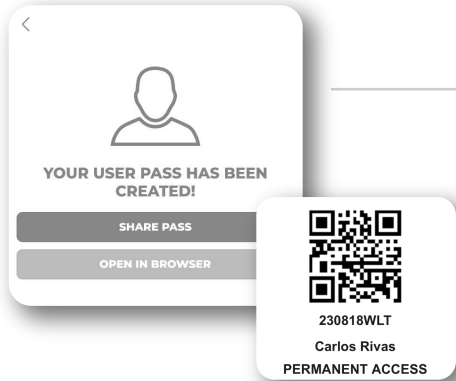 YOUR USER PASS HAS BEEN
CREATED!
SHARE PASS
OPEN IN BROWSER
230818WLT
Carlos Rivas
PERMANENT ACCESS